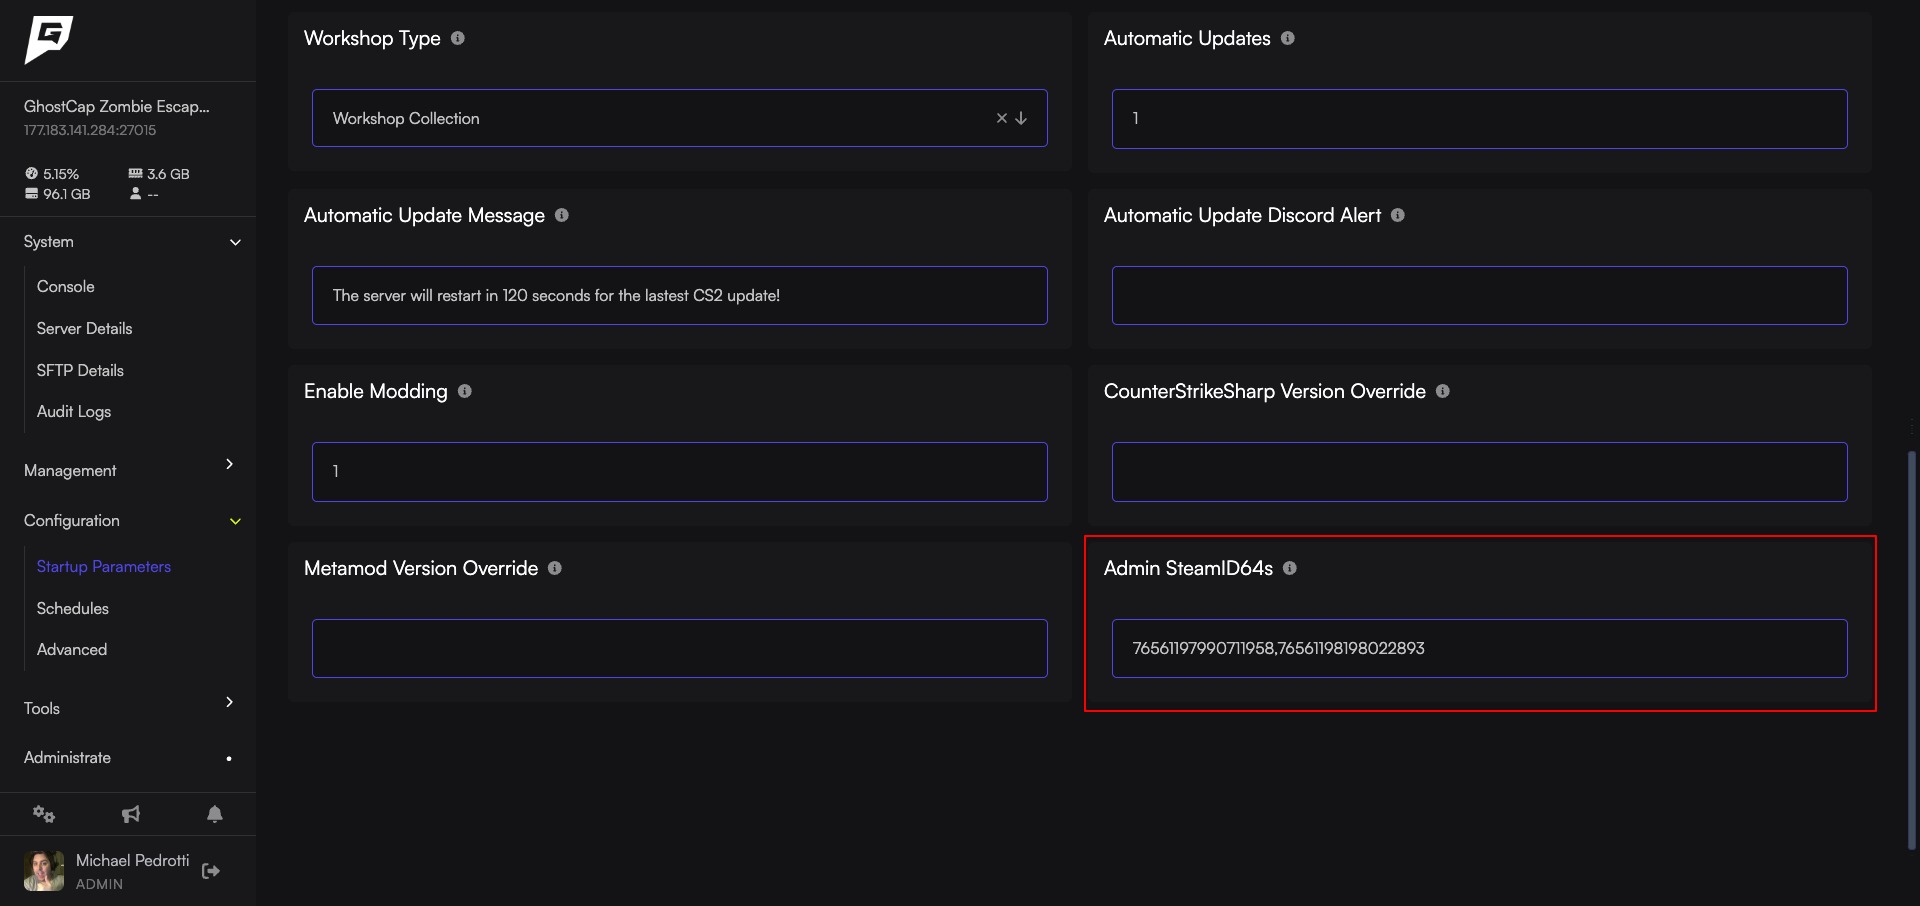 GhostCap Zombie Escap...
177.183.141.284:27015
5.15%
3.6 GB
96.1 GB
--
System
Console
Server Details
SFTP Details
Audit Logs
Management
Configuration
Startup Parameters
Schedules
Advanced
Tools
Administrate
Michael Pedrotti
ADMIN
Workshop Type
Workshop Collection
Automatic Updates
1
Automatic Update Message
The server will restart in 120 seconds for the lastest CS2 update!
Automatic Update Discord Alert
Enable Modding
1
CounterStrikeSharp Version Override
Metamod Version Override
Admin SteamID64s
76561197990711958,76561198198022893